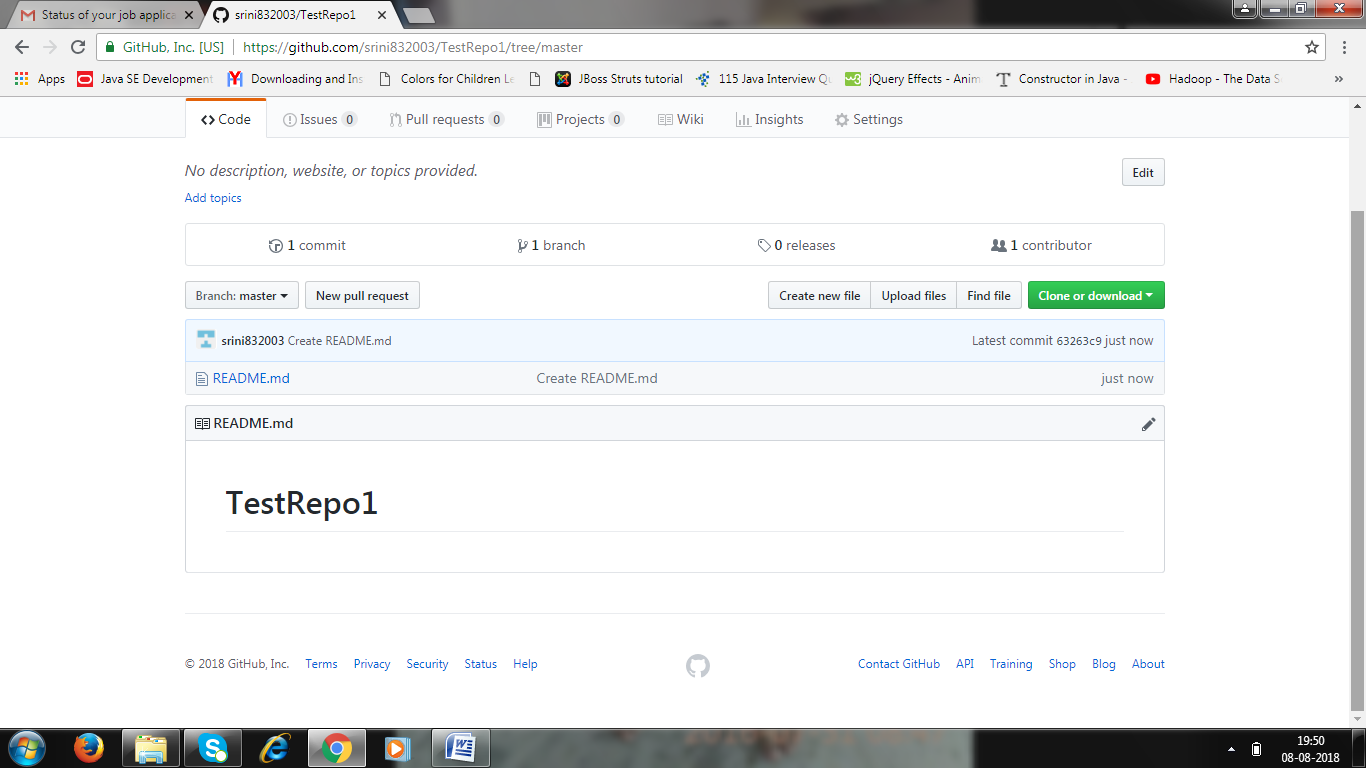 Status of your job applica
srini832003/TestRepo1
GitHub, Inc. [US] https://github.com/srini832003/TestRepo1/tree/master
Apps Java SE Development Downloading and Ins Colors for Children Le JBoss Struts tutorial 115 Java Interview Qu jQuery Effects - Anim Constructor in Java - Hadoop - The Data S »
Code Issues 0 Pull requests 0 Projects 0 Wiki Insights Settings
No description, website, or topics provided. Edit
Add topics
1 commit 1 branch 0 releases 1 contributor
Branch: master New pull request Create new file Upload files Find file Clone or download
srini832003 Create README.md Latest commit 63263c9 just now
README.md Create README.md just now
README.md
TestRepo1
© 2018 GitHub, Inc. Terms Privacy Security Status Help Contact GitHub API Training Shop Blog About
19:50
08-08-2018